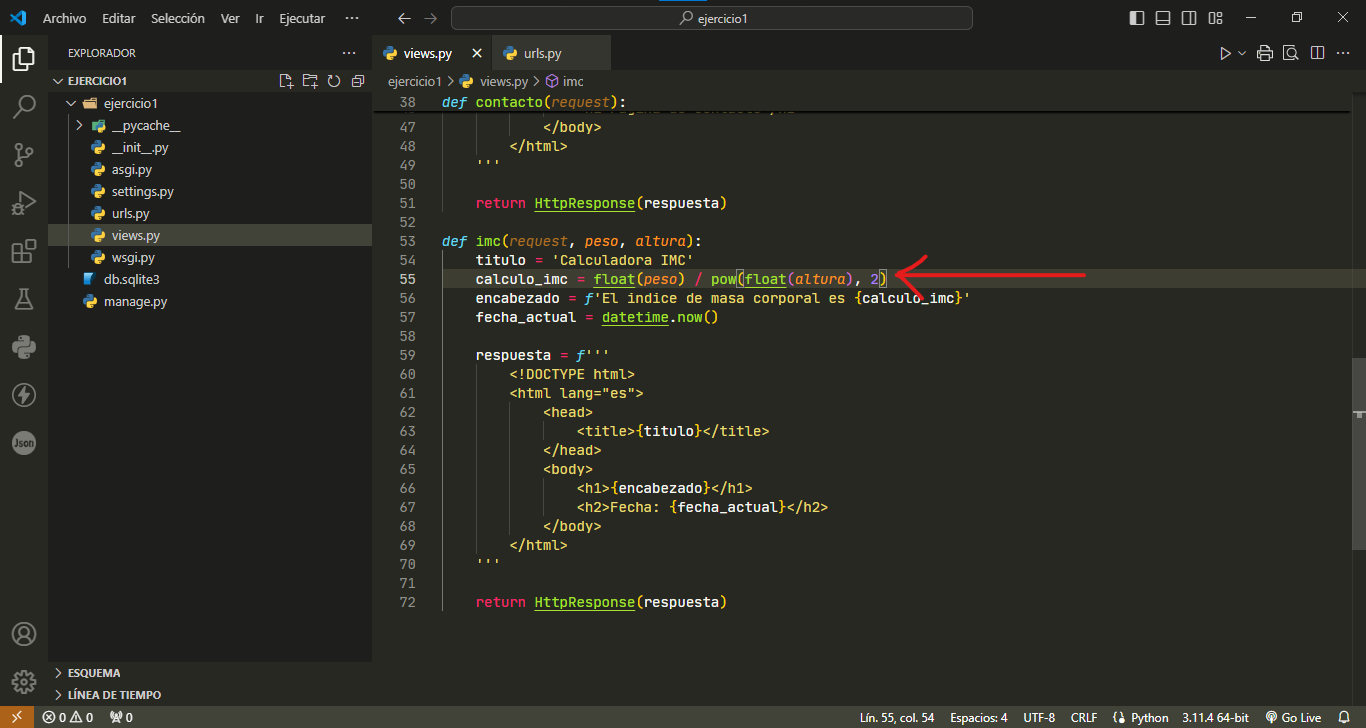 Archivo Editar Selección Ver Ir Ejecutar ··· ejercicio1
EXPLORADOR
EJERCICIO1
ejercicio1
__pycache__
__init__.py
asgi.py
settings.py
urls.py
views.py
wsgi.py
db.sqlite3
manage.py
ESQUEMA
LÍNEA DE TIEMPO
views.py urls.py
ejercicio1 > views.py > imc
38 def contacto(request):
47 </body>
48 </html>
49 '''
50
51 return HttpResponse(respuesta)
52
53 def imc(request, peso, altura):
54 titulo = 'Calculadora IMC'
55 calculo_imc = float(peso) / pow(float(altura), 2)
56 encabezado = f'El indice de masa corporal es {calculo_imc}'
57 fecha_actual = datetime.now()
58
59 respuesta = f'''
60 <!DOCTYPE html>
61 <html lang="es">
62 <head>
63 <title>{titulo}</title>
64 </head>
65 <body>
66 <h1>{encabezado}</h1>
67 <h2>Fecha: {fecha_actual}</h2>
68 </body>
69 </html>
70 '''
71
72 return HttpResponse(respuesta)
Json
0 0 0 Lín. 55, col. 54 Espacios: 4 UTF-8 CRLF Python 3.11.4 64-bit Go Live